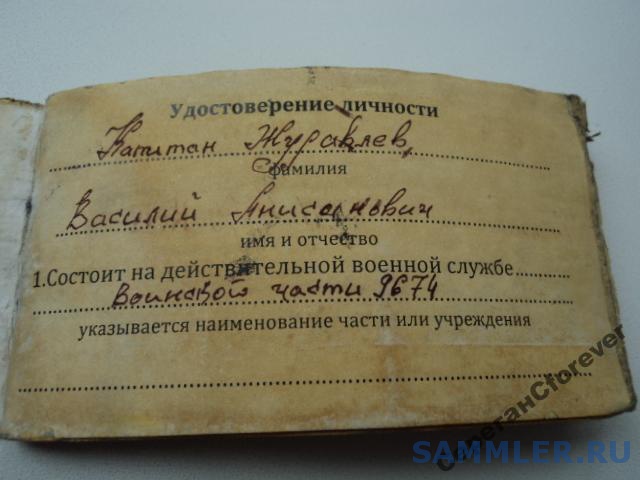 Удостоверение личности
Капитан Журавлев
фамилия
Василий Анисимович
имя и отчество
1.Состоит на действительной военной службе
Воинской части 9674
указывается наименование части или учреждения
СаперанCforever
SAMMLER.RU